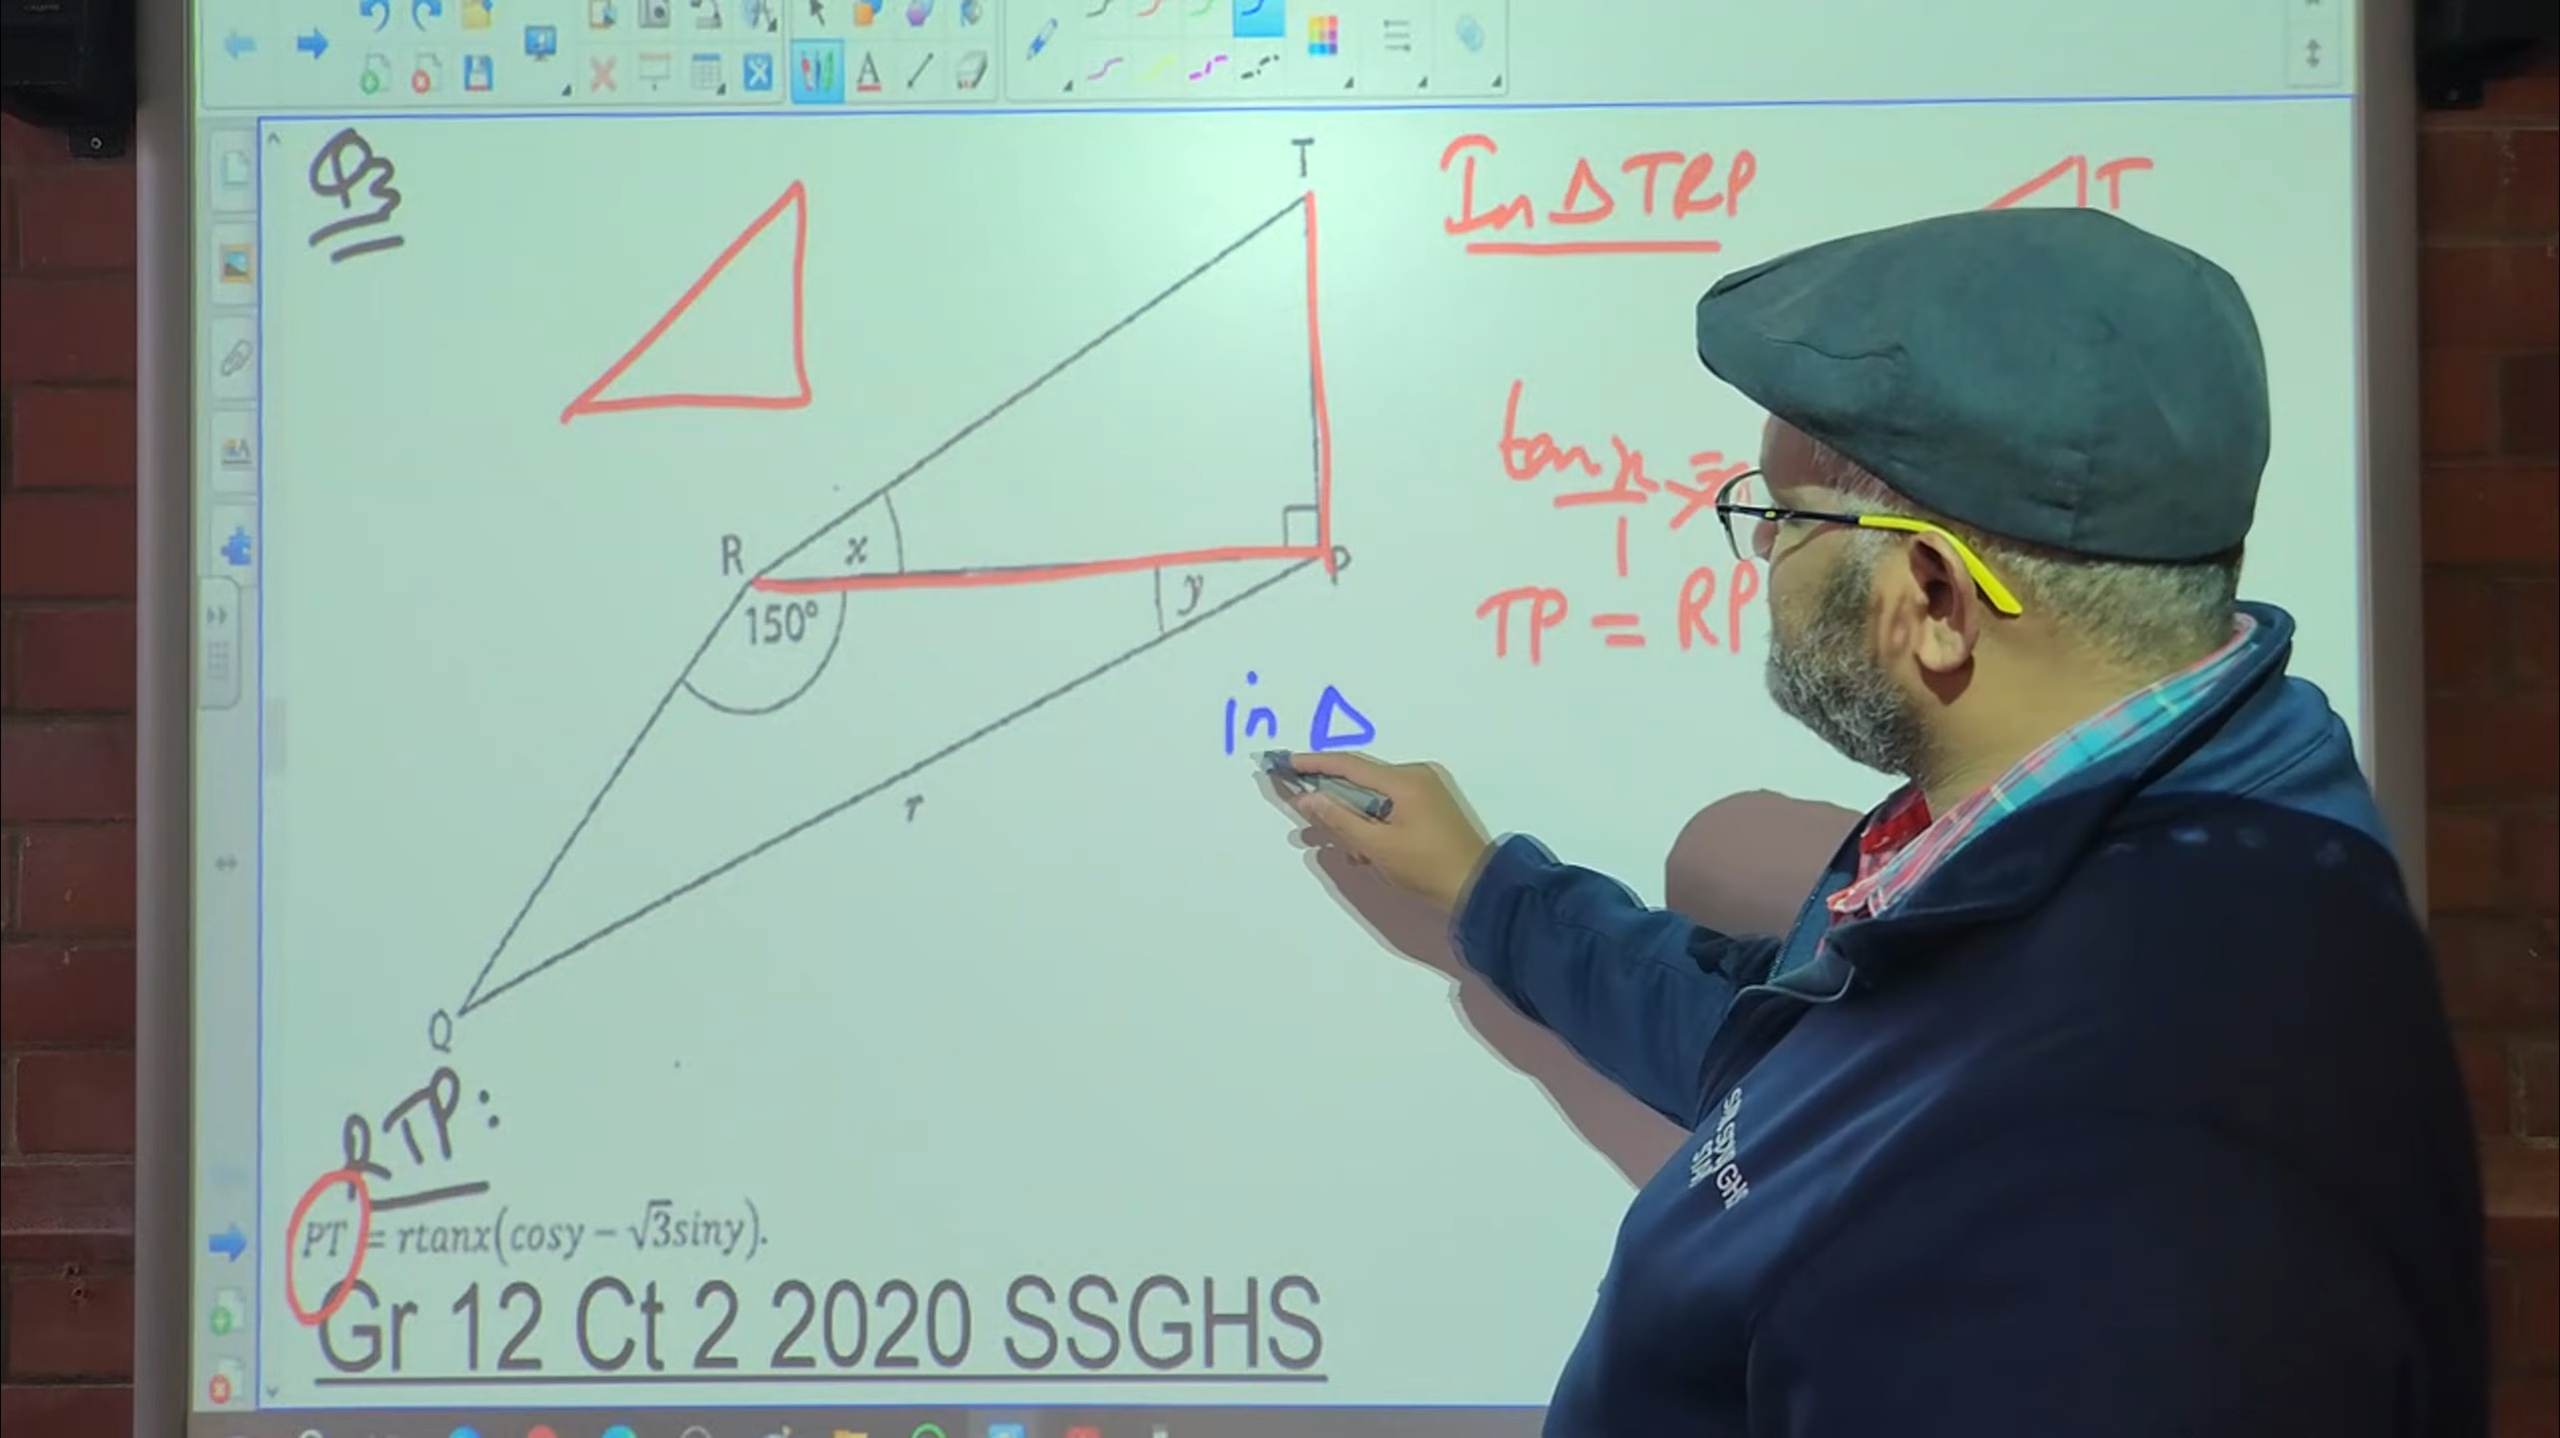 Q3
T
In Δ TRP
T
tan x =
1
R
x
150°
y
P
TP = RP
in Δ
r
Q
RTP:
PT = rtanx(cosy − √3siny).
Gr 12 Ct 2 2020 SSGHS